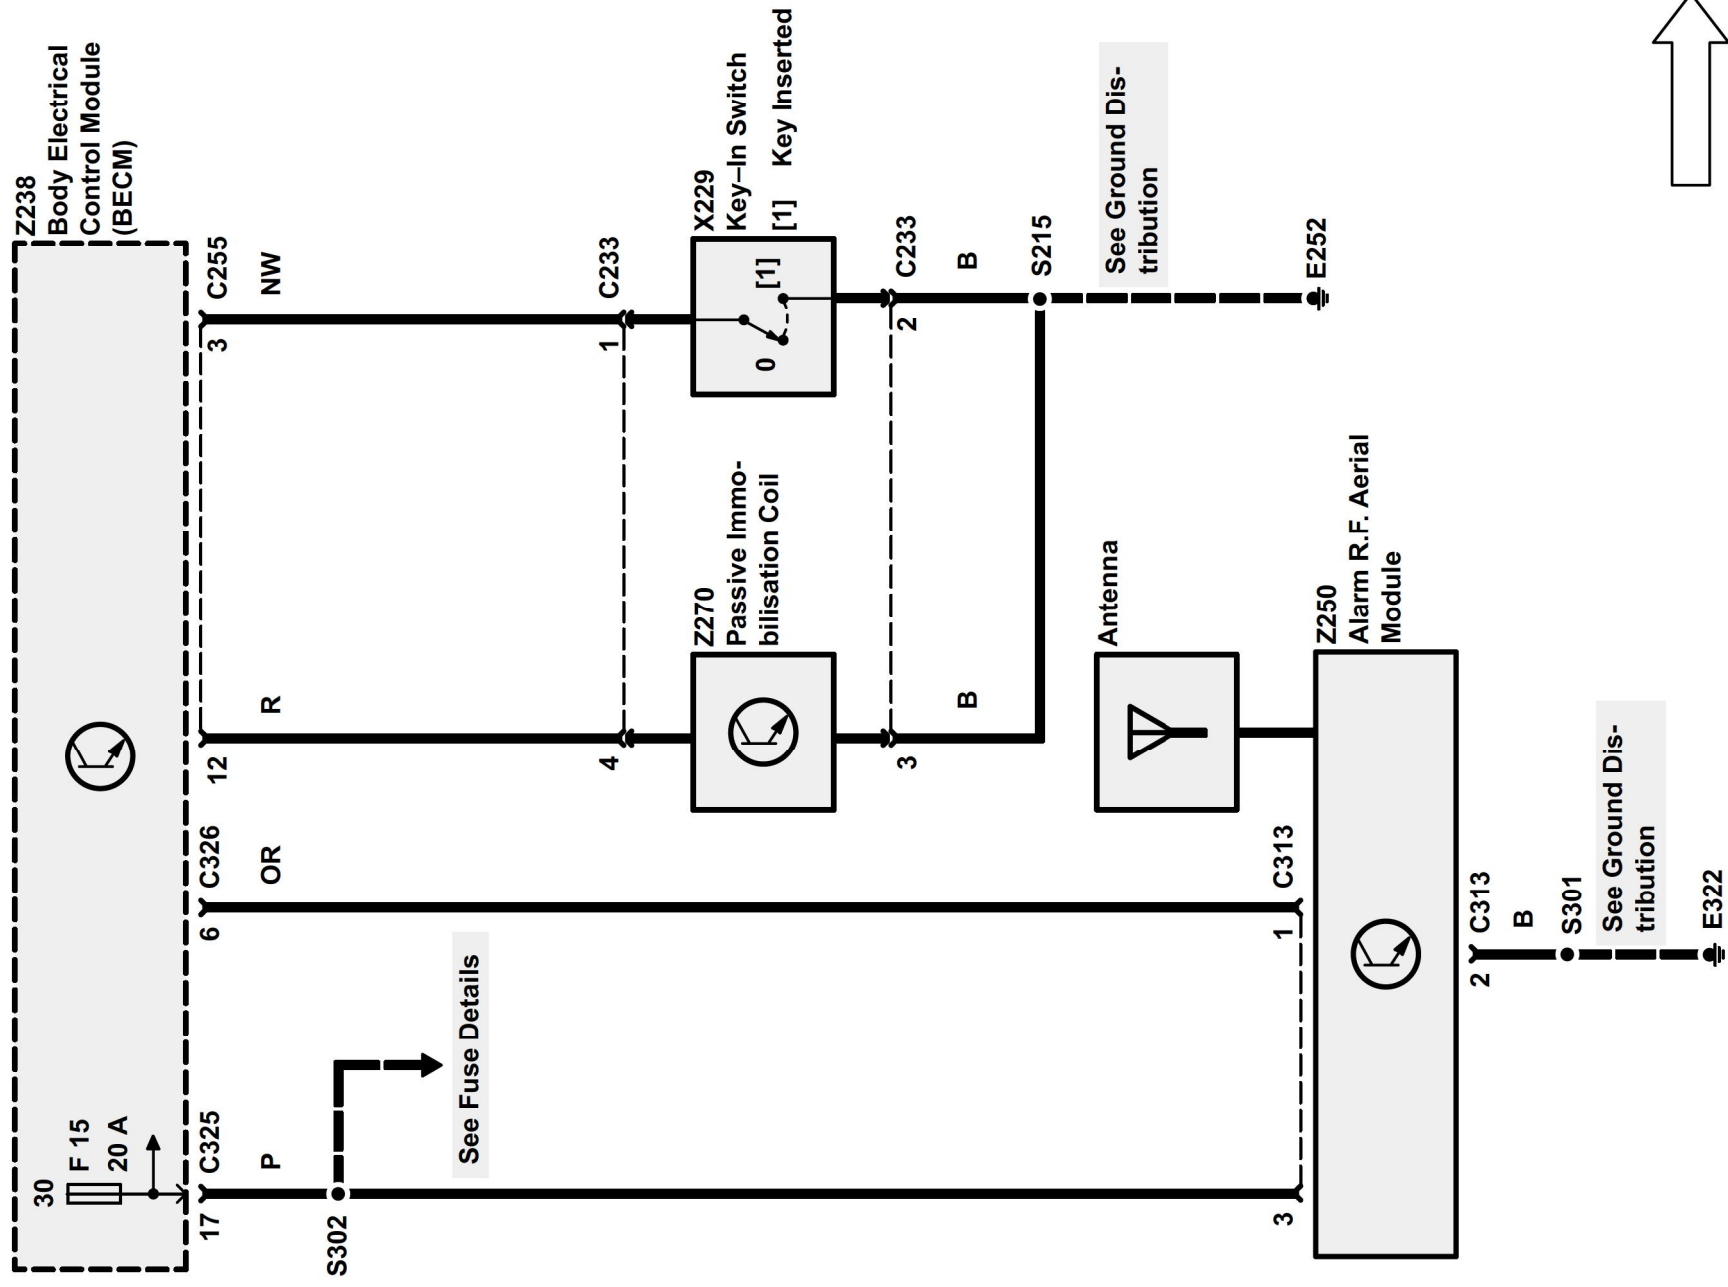 Z238
Body Electrical
Control Module
(BECM)
30
F 15
20 A
17
C325
6
C326
12
3
C255
P
OR
R
NW
S302
See Fuse Details
4
1
C233
Z270
Passive Immo-
bilisation Coil
X229
Key–In Switch
[1] Key Inserted
0
[1]
3
2
C233
B
B
S215
See Ground Dis-
tribution
E252
Antenna
3
1
C313
Z250
Alarm R.F. Aerial
Module
2
C313
B
S301
See Ground Dis-
tribution
E322